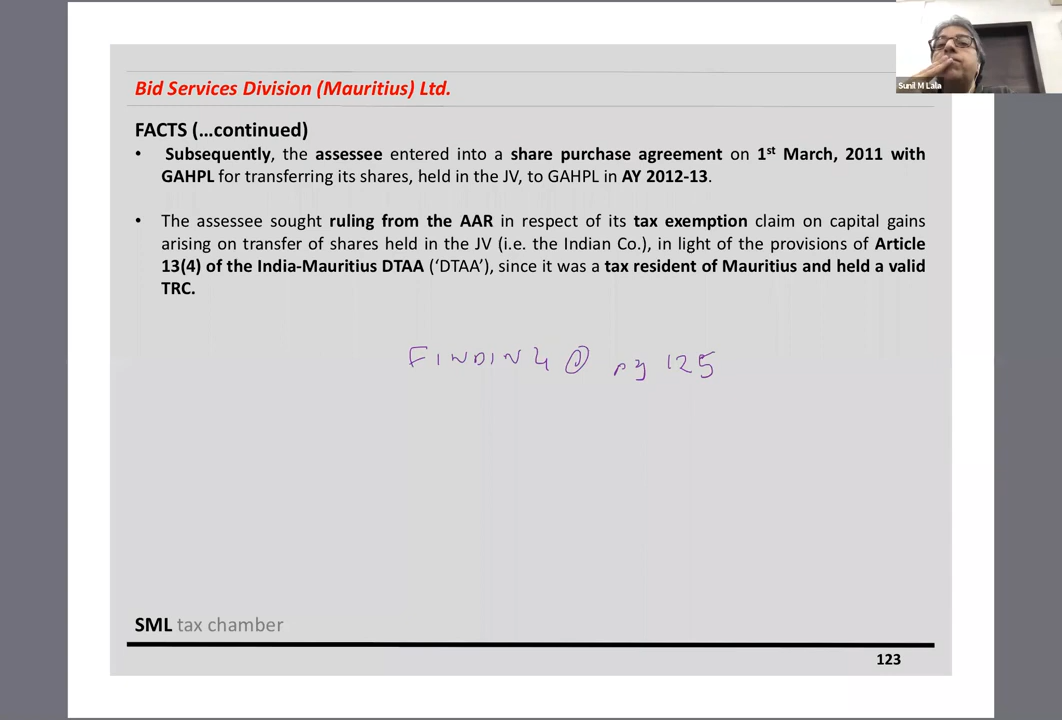 Bid Services Division (Mauritius) Ltd.
Sunil M Lala
FACTS (...continued)
• Subsequently, the assessee entered into a share purchase agreement on 1st March, 2011 with
GAHPL for transferring its shares, held in the JV, to GAHPL in AY 2012-13.
• The assessee sought ruling from the AAR in respect of its tax exemption claim on capital gains
arising on transfer of shares held in the JV (i.e. the Indian Co.), in light of the provisions of Article
13(4) of the India-Mauritius DTAA (‘DTAA’), since it was a tax resident of Mauritius and held a valid
TRC.
FINDING @ pg 125
SML tax chamber
123